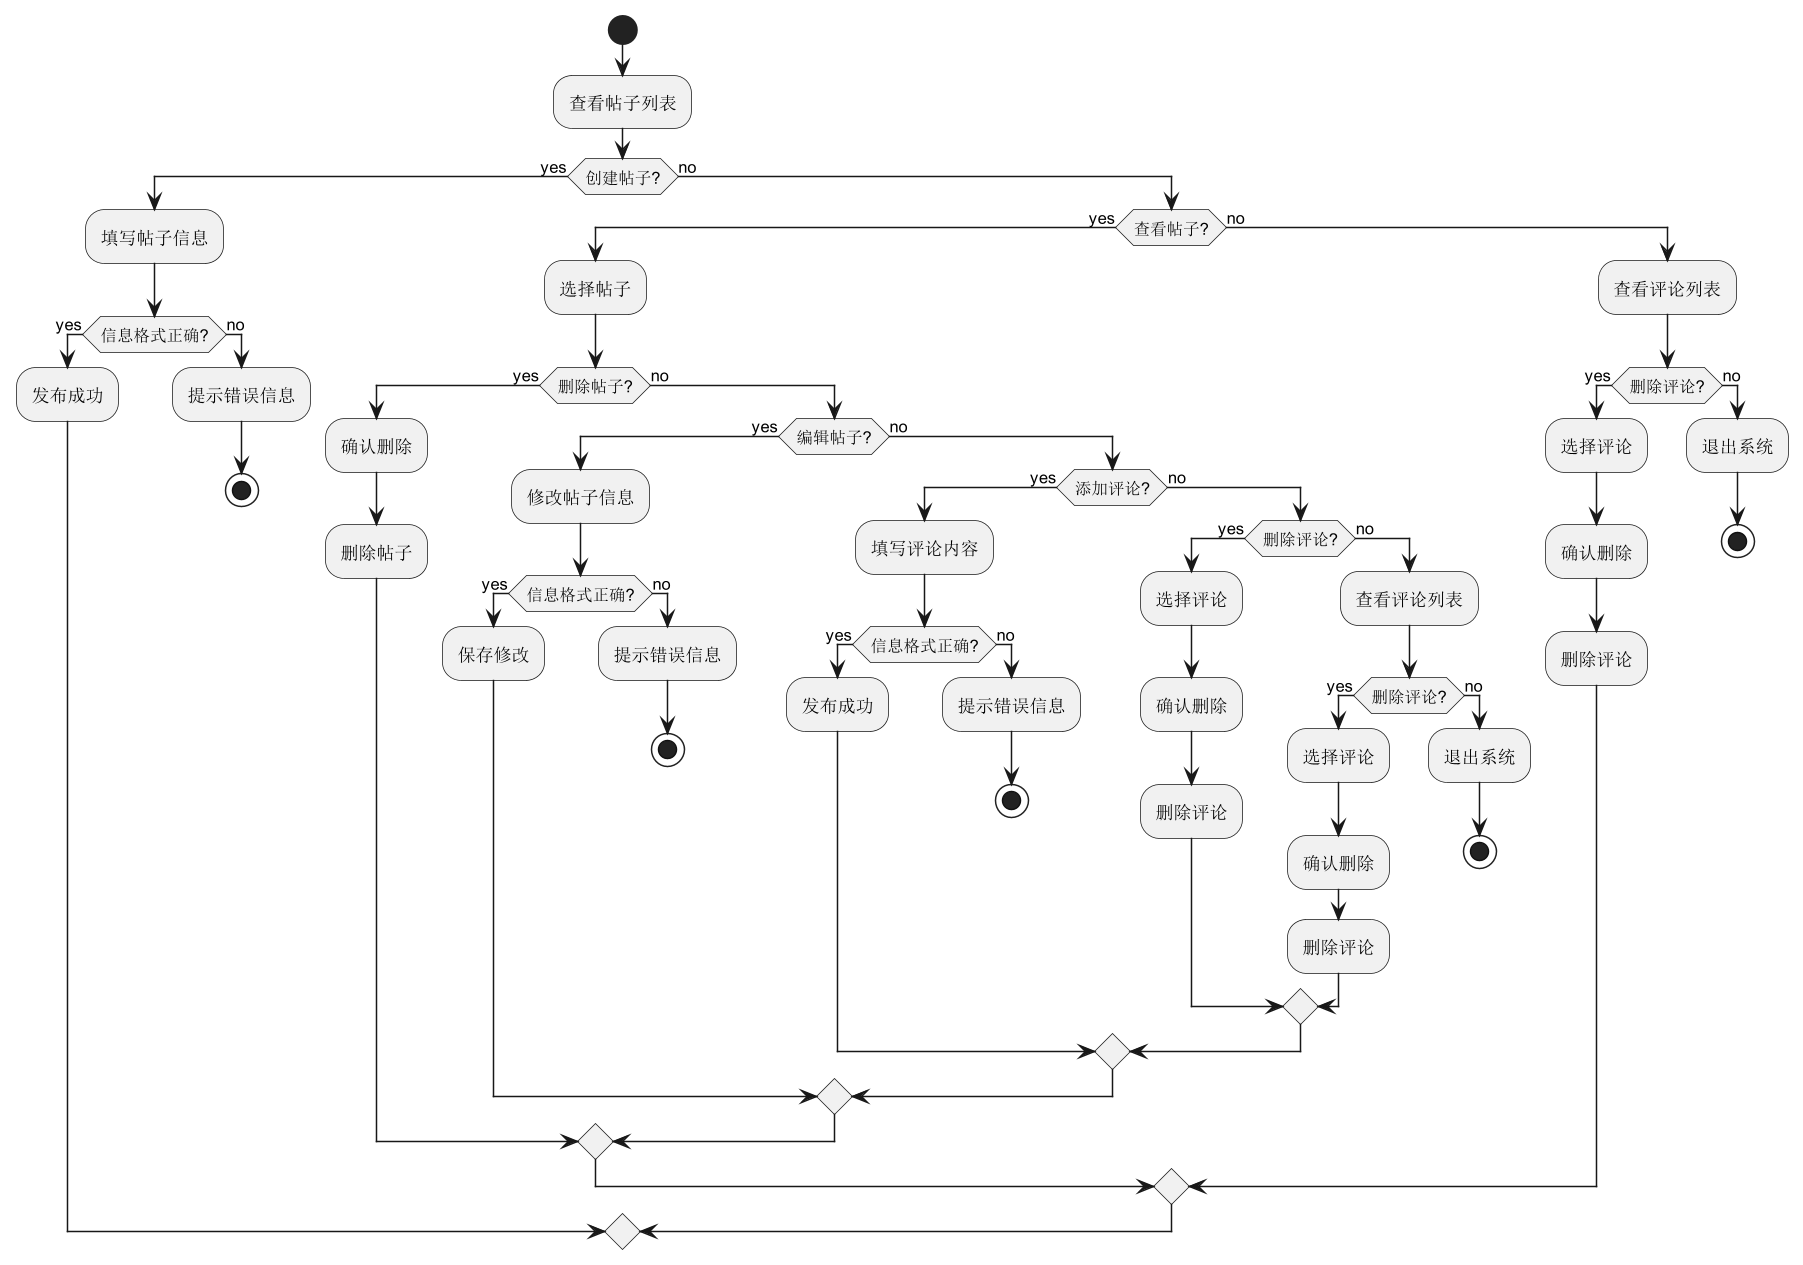 查看帖子列表
yes
创建帖子?
no
填写帖子信息
yes
信息格式正确?
no
发布成功
提示错误信息
yes
查看帖子?
no
选择帖子
yes
删除帖子?
no
确认删除
删除帖子
yes
编辑帖子?
no
修改帖子信息
yes
信息格式正确?
no
保存修改
提示错误信息
yes
添加评论?
no
填写评论内容
yes
信息格式正确?
no
发布成功
提示错误信息
yes
删除评论?
no
选择评论
确认删除
删除评论
查看评论列表
yes
删除评论?
no
选择评论
确认删除
删除评论
退出系统
查看评论列表
yes
删除评论?
no
选择评论
确认删除
删除评论
退出系统